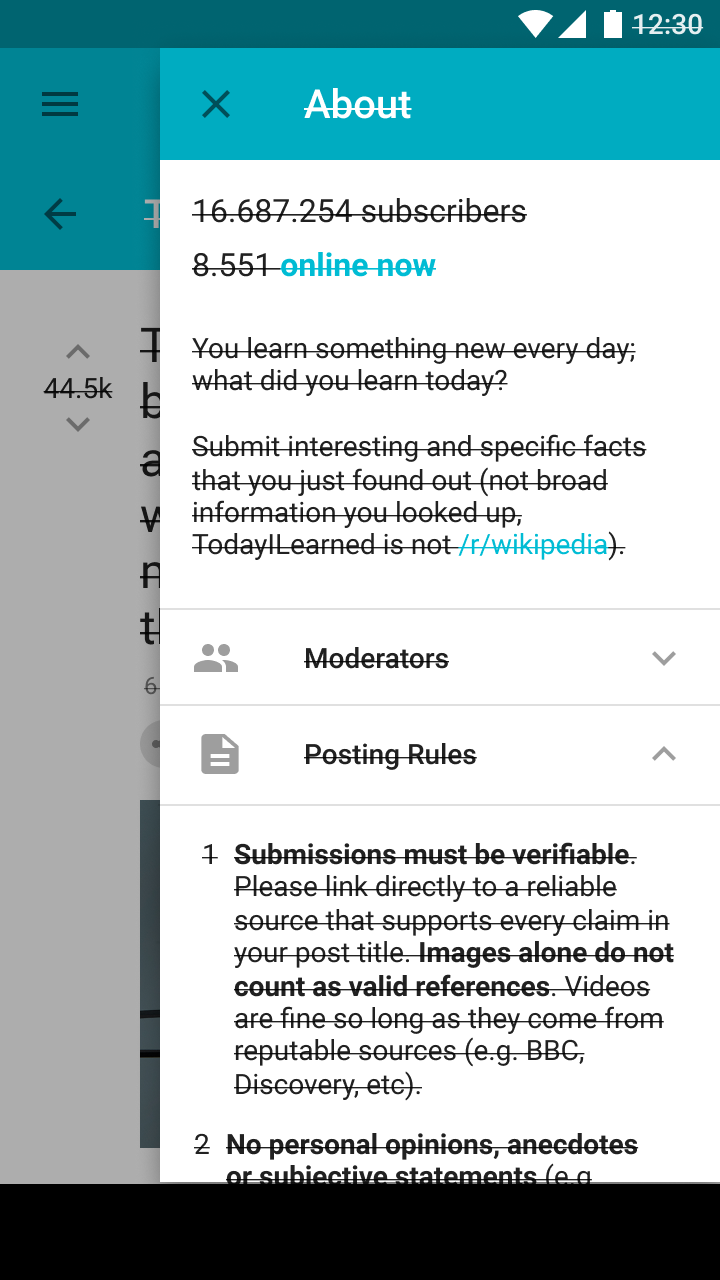 12:30
About
16.687.254 subscribers
8.551 online now
44.5k
You learn something new every day;
what did you learn today?
Submit interesting and specific facts
that you just found out (not broad
information you looked up,
TodayILearned is not /r/wikipedia).
Moderators
Posting Rules
1 Submissions must be verifiable.
Please link directly to a reliable
source that supports every claim in
your post title. Images alone do not
count as valid references. Videos
are fine so long as they come from
reputable sources (e.g. BBC,
Discovery, etc).
2 No personal opinions, anecdotes
or subjective statements (e.g